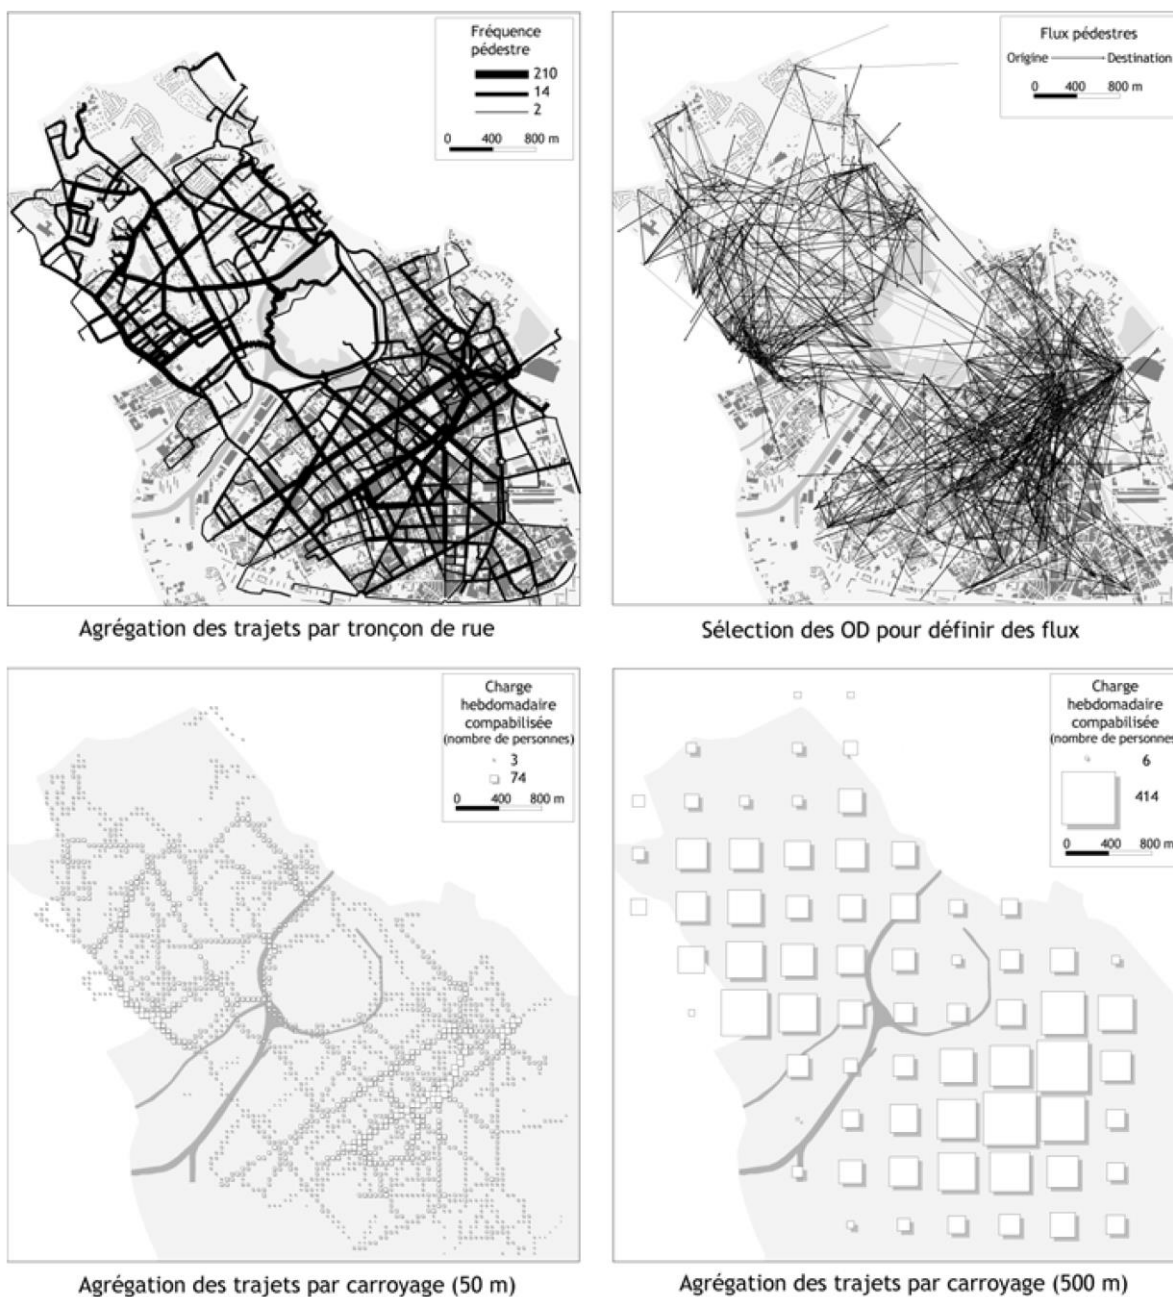 Fréquence
pédestre
210
14
2
0 400 800 m
Agrégation des trajets par tronçon de rue
Flux pédestres
Origine Destination
0 400 800 m
Sélection des OD pour définir des flux
Charge
hebdomadaire
compabilisée
(nombre de personnes)
3
74
0 400 800 m
Agrégation des trajets par carroyage (50 m)
Charge
hebdomadaire
compabilisée
(nombre de personnes)
6
414
0 400 800 m
Agrégation des trajets par carroyage (500 m)